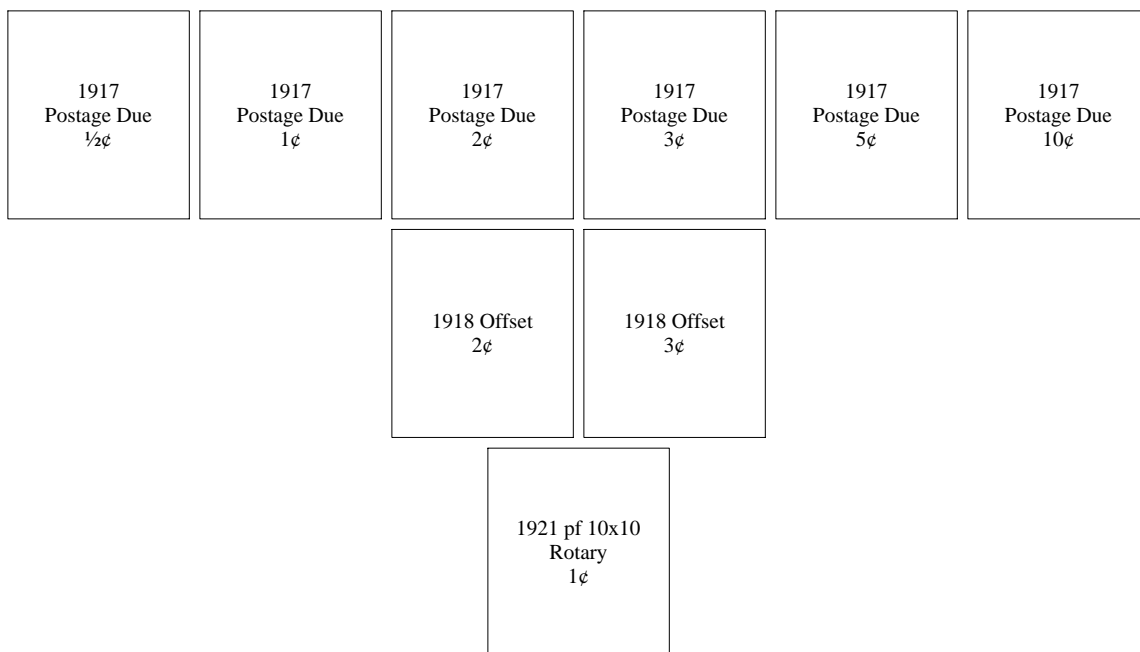 1917
Postage Due
½¢
1917
Postage Due
1¢
1917
Postage Due
2¢
1917
Postage Due
3¢
1917
Postage Due
5¢
1917
Postage Due
10¢
1918 Offset
2¢
1918 Offset
3¢
1921 pf 10x10
Rotary
1¢